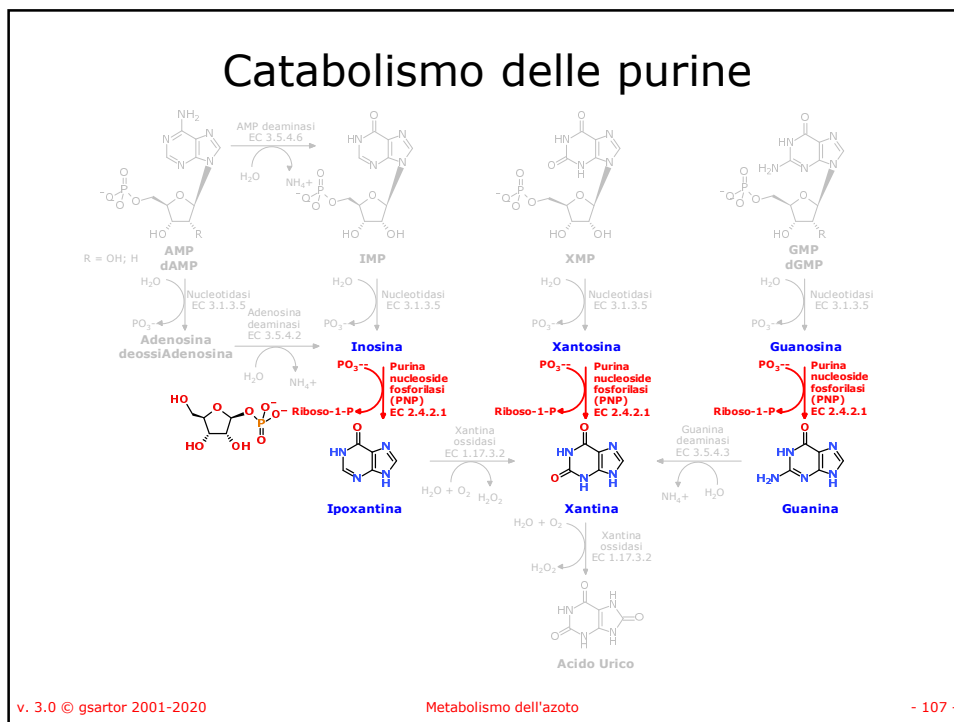 Catabolismo delle purine
NH₂
N
N
N
N
AMP deaminasi
EC 3.5.4.6
H₂O
NH₄+
O
HN
N
N
N
O
HN
N
O
N
H
N
O
HN
N
H₂N
N
N
O
⁻O P O
O⁻
O
HO
R
O
⁻O P O
O⁻
O
HO
OH
O
⁻O P O
O⁻
O
HO
OH
O
⁻O P O
O⁻
O
HO
R
R = OH; H
AMP
dAMP
IMP
XMP
GMP
dGMP
H₂O
Nucleotidasi
EC 3.1.3.5
PO₃--
H₂O
Nucleotidasi
EC 3.1.3.5
PO₃--
H₂O
Nucleotidasi
EC 3.1.3.5
PO₃--
H₂O
Nucleotidasi
EC 3.1.3.5
PO₃--
Adenosina
deossiAdenosina
Adenosina
deaminasi
EC 3.5.4.2
H₂O
NH₄+
Inosina
Xantosina
Guanosina
PO₃--
Purina
nucleoside
fosforilasi
(PNP)
EC 2.4.2.1
Riboso-1-P
PO₃--
Purina
nucleoside
fosforilasi
(PNP)
EC 2.4.2.1
Riboso-1-P
PO₃--
Purina
nucleoside
fosforilasi
(PNP)
EC 2.4.2.1
Riboso-1-P
HO
O
O
P
O
O⁻
O⁻
HO
OH
O
HN
N
N
N
H
Xantina
ossidasi
EC 1.17.3.2
H₂O + O₂
H₂O₂
O
HN
N
O
N
H
N
H
Guanina
deaminasi
EC 3.5.4.3
NH₄+
H₂O
O
HN
N
H₂N
N
N
H
Ipoxantina
Xantina
Guanina
H₂O + O₂
Xantina
ossidasi
EC 1.17.3.2
H₂O₂
O
HN
H
N
O
O
N
H
N
H
Acido Urico
v. 3.0 © gsartor 2001-2020
Metabolismo dell'azoto
- 107 -